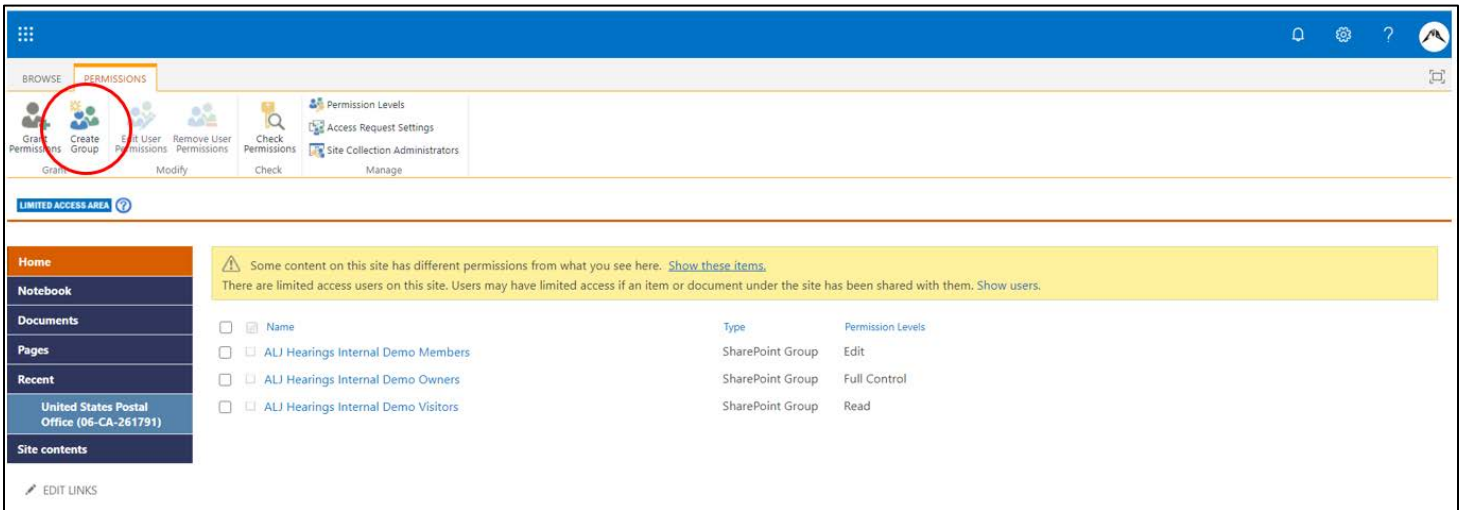 BROWSE PERMISSIONS
Grant Permissions
Create Group
Edit User Permissions
Remove User Permissions
Check Permissions
Permission Levels
Access Request Settings
Site Collection Administrators
Grant Modify Check Manage
LIMITED ACCESS AREA ?
Home
Notebook
Documents
Pages
Recent
United States Postal
Office (06-CA-261791)
Site contents
EDIT LINKS
Some content on this site has different permissions from what you see here. Show these items.
There are limited access users on this site. Users may have limited access if an item or document under the site has been shared with them. Show users.
Name Type Permission Levels
ALJ Hearings Internal Demo Members SharePoint Group Edit
ALJ Hearings Internal Demo Owners SharePoint Group Full Control
ALJ Hearings Internal Demo Visitors SharePoint Group Read